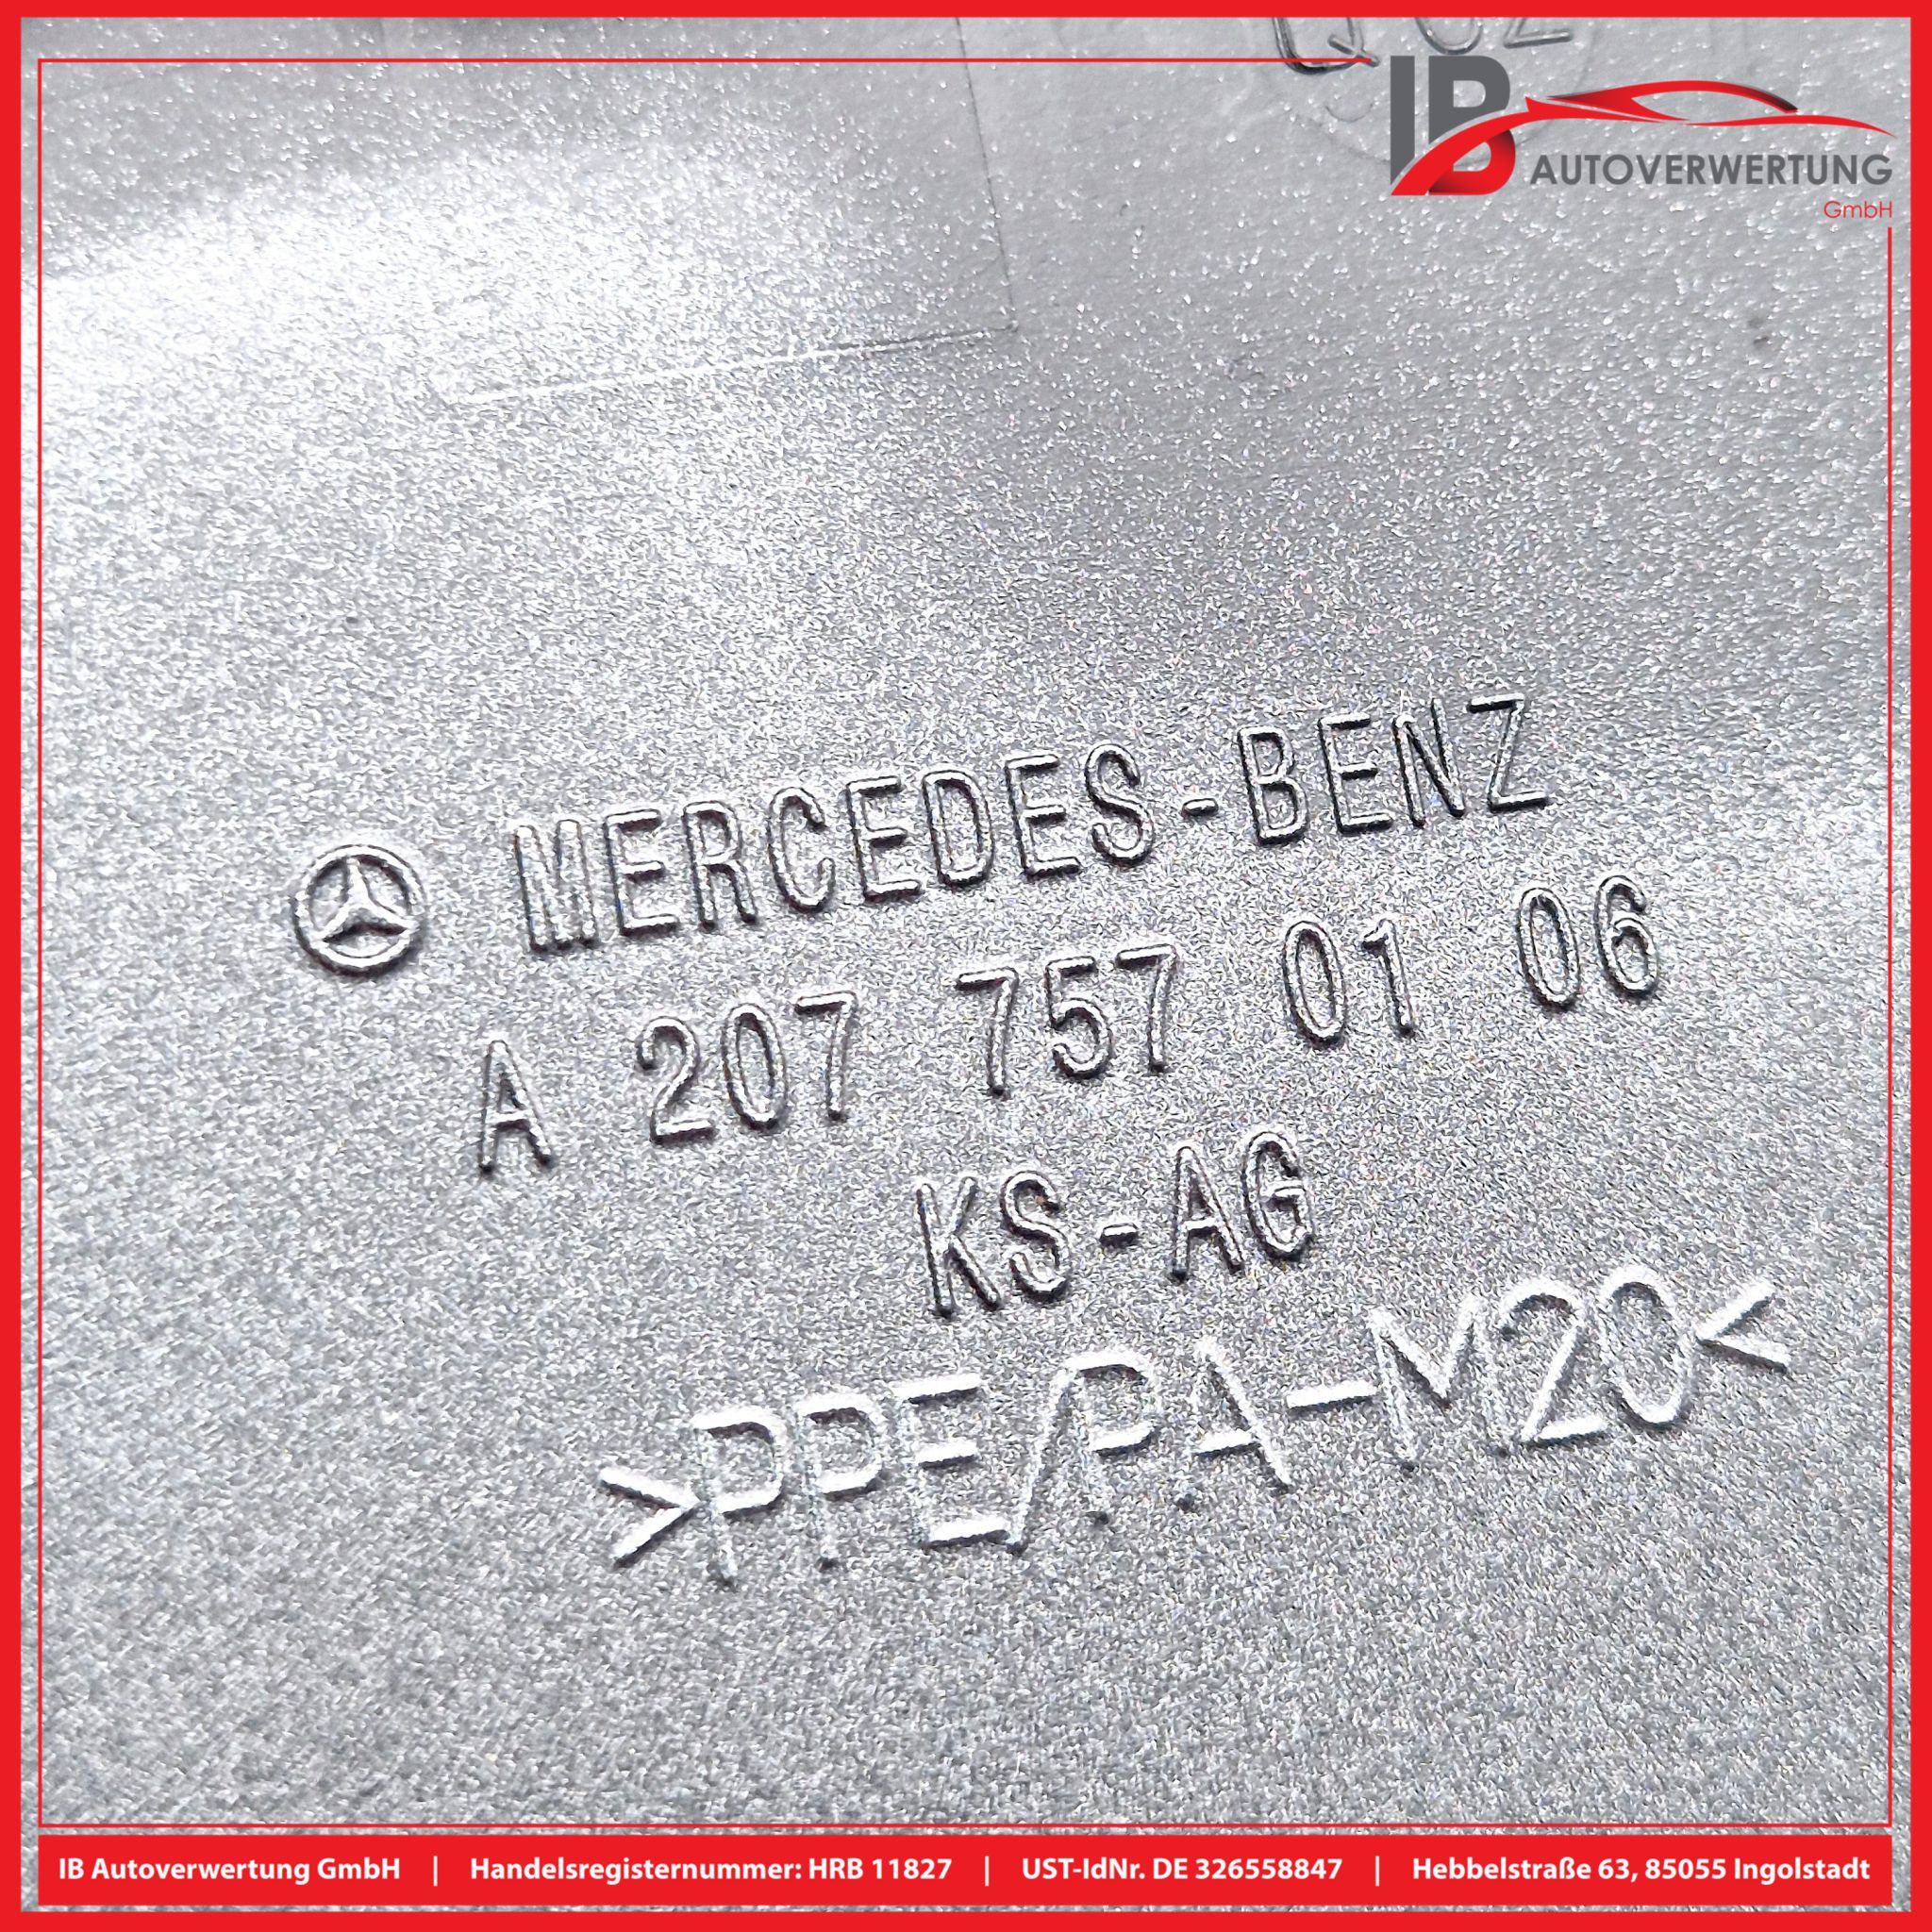 IB
AUTOVERWERTUNG
GmbH
MERCEDES-BENZ
A 207 757 01 06
KS-AG
>PPE/PA-M20<
IB Autoverwertung GmbH | Handelsregisternummer: HRB 11827 | UST-IdNr. DE 326558847 | Hebbelstraße 63, 85055 Ingolstadt